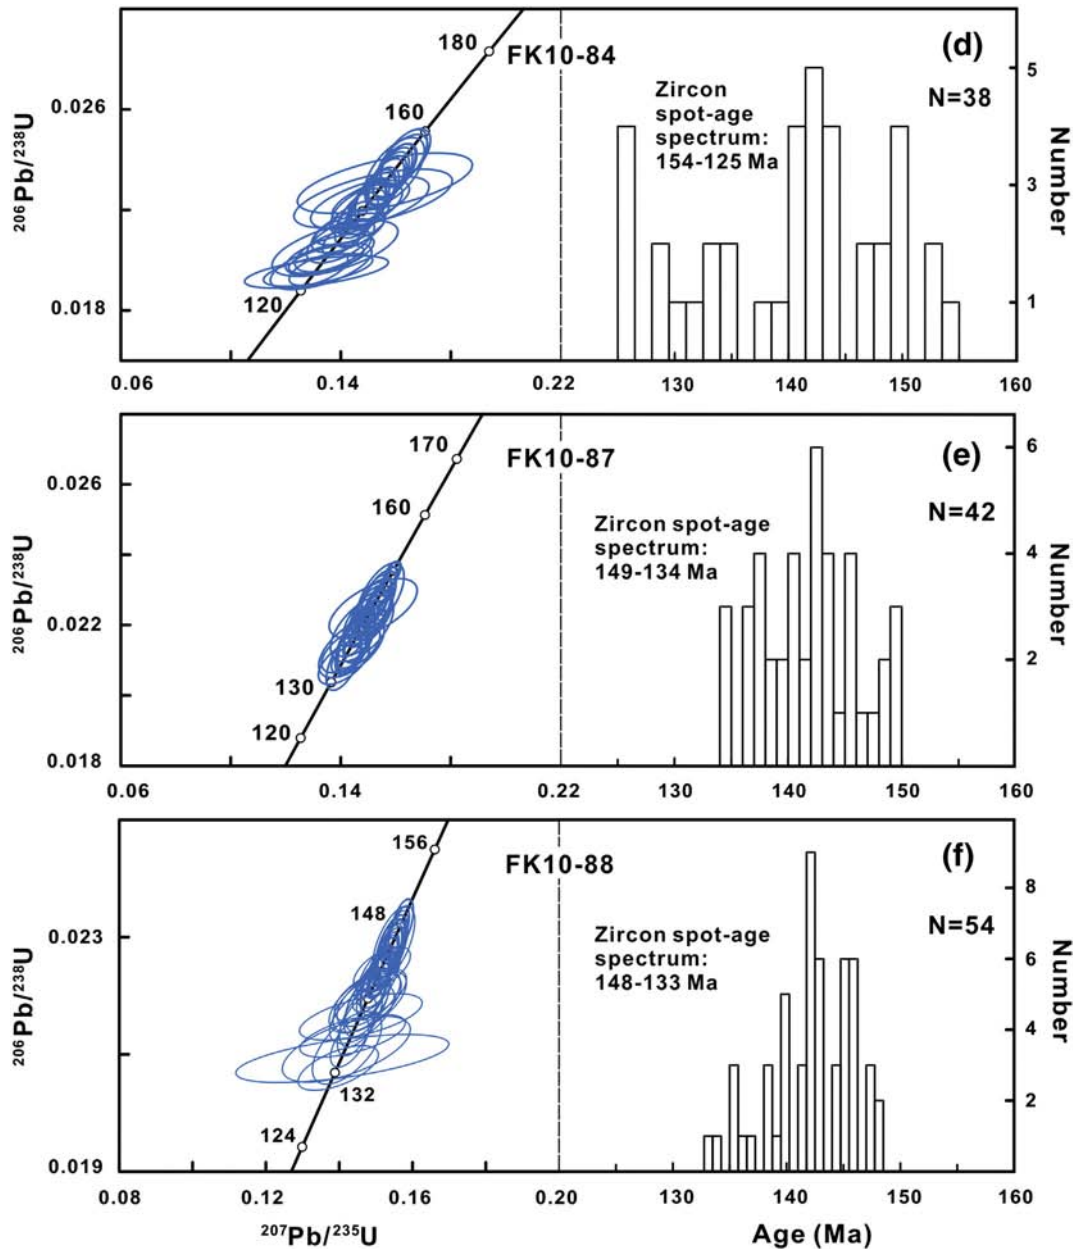 180
FK10-84
(d)
5
Zircon
spot-age
spectrum:
154-125 Ma
N=38
0.026
160
²⁰⁶Pb/²³⁸U
Number
3
120
0.018
1
0.06
0.14
0.22
130
140
150
160
170
FK10-87
(e)
6
0.026
160
Zircon spot-age
spectrum:
149-134 Ma
N=42
4
²⁰⁶Pb/²³⁸U
Number
0.022
130
2
120
0.018
0.06
0.14
0.22
130
140
150
160
156
FK10-88
(f)
8
148
Zircon spot-age
spectrum:
148-133 Ma
N=54
0.023
6
²⁰⁶Pb/²³⁸U
Number
4
132
2
124
0.019
0.08
0.12
0.16
0.20
130
140
150
160
²⁰⁷Pb/²³⁵U
Age (Ma)